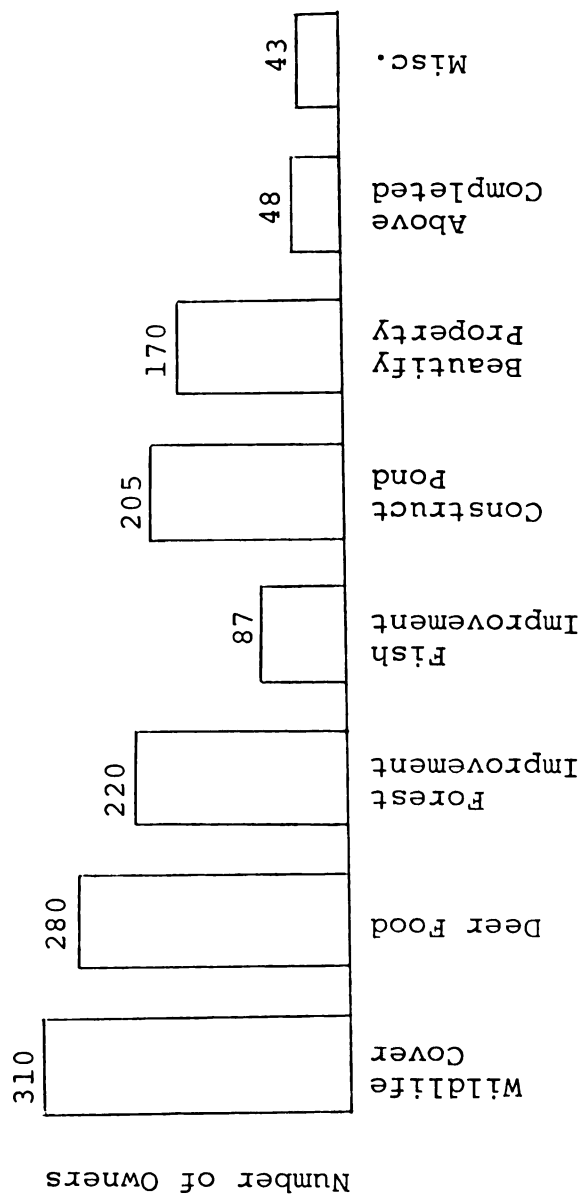 Number of Owners
310
280
220
87
205
170
48
43
Wildlife
Cover
Deer Food
Forest
Improvement
Fish
Improvement
Construct
Pond
Beautify
Property
Above
Completed
Misc.